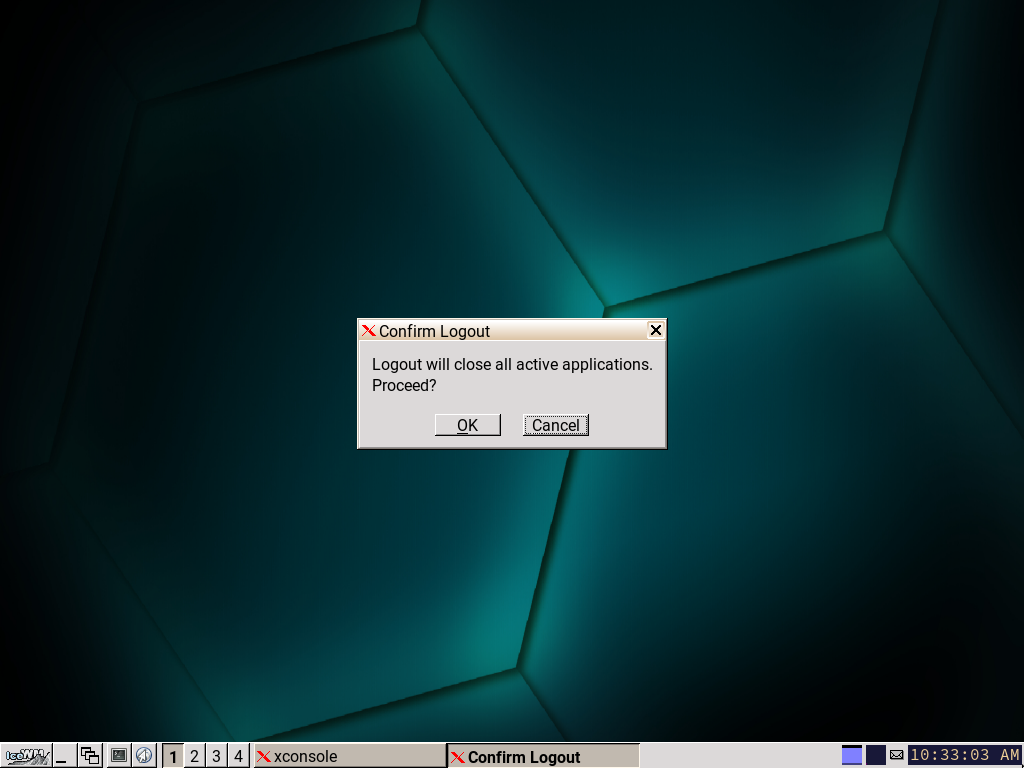 Confirm Logout
Logout will close all active applications.
Proceed?
OK Cancel
IceWM 1 2 3 4 xconsole Confirm Logout 10:33:03 AM